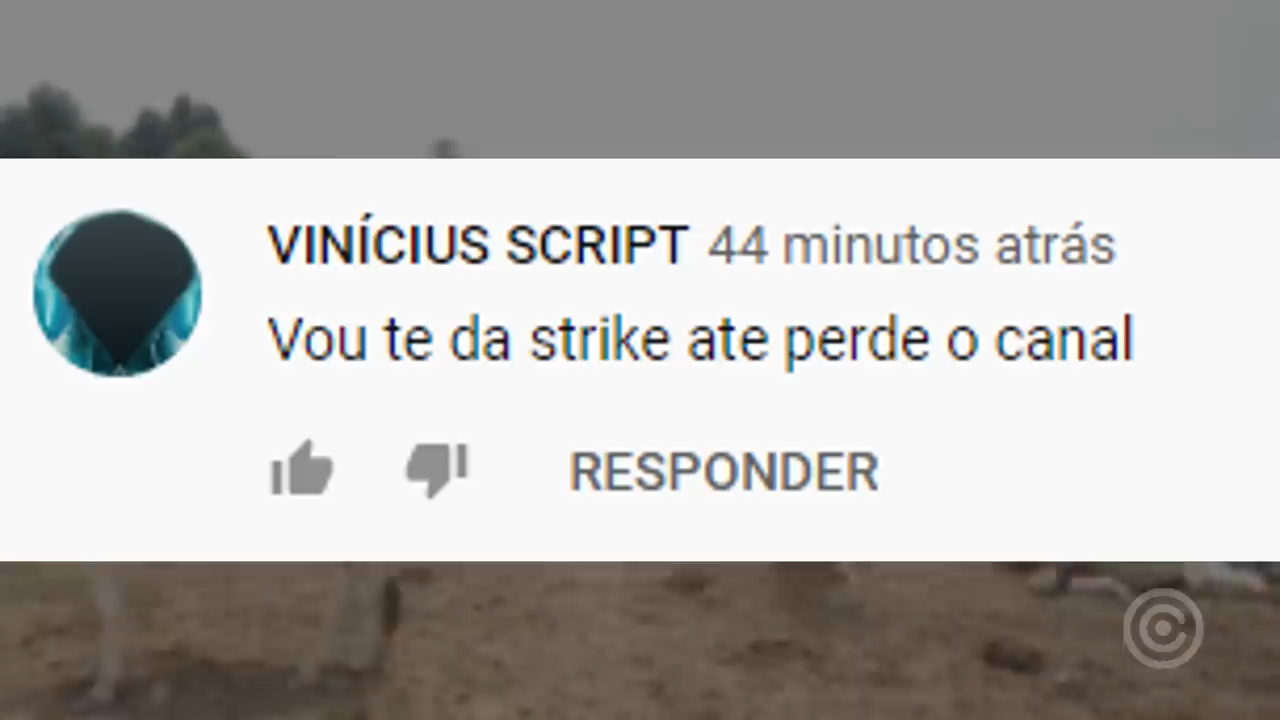 VINÍCIUS SCRIPT 44 minutos atrás
Vou te da strike ate perde o canal
RESPONDER